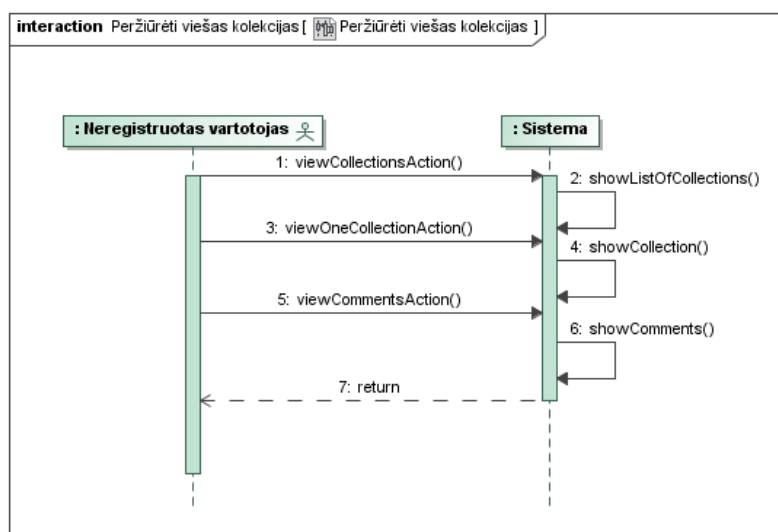 interaction Peržiūrėti viešas kolekcijas [ Peržiūrėti viešas kolekcijas ]
: Neregistruotas vartotojas
: Sistema
1: viewCollectionsAction()
2: showListOfCollections()
3: viewOneCollectionAction()
4: showCollection()
5: viewCommentsAction()
6: showComments()
7: return